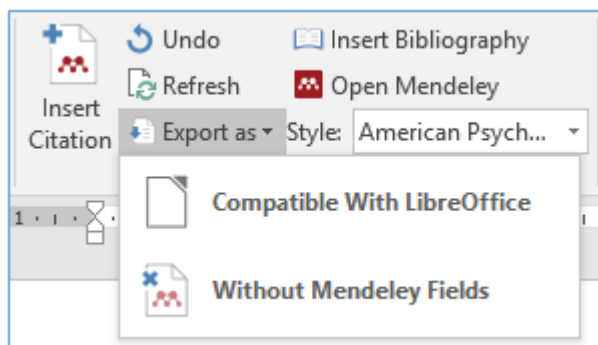 Undo
Insert Bibliography
Refresh
Open Mendeley
Insert
Citation
Export as
Style:
American Psych...
1
Compatible With LibreOffice
Without Mendeley Fields